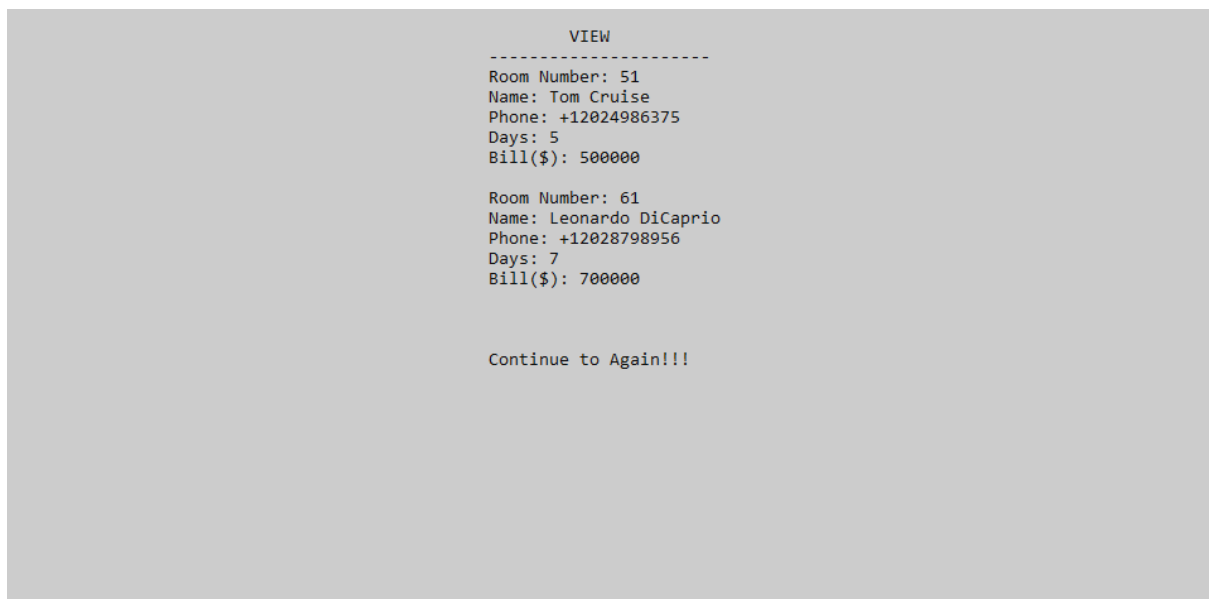 VIEW
----------------------
Room Number: 51
Name: Tom Cruise
Phone: +12024986375
Days: 5
Bill($): 500000
Room Number: 61
Name: Leonardo DiCaprio
Phone: +12028798956
Days: 7
Bill($): 700000
Continue to Again!!!